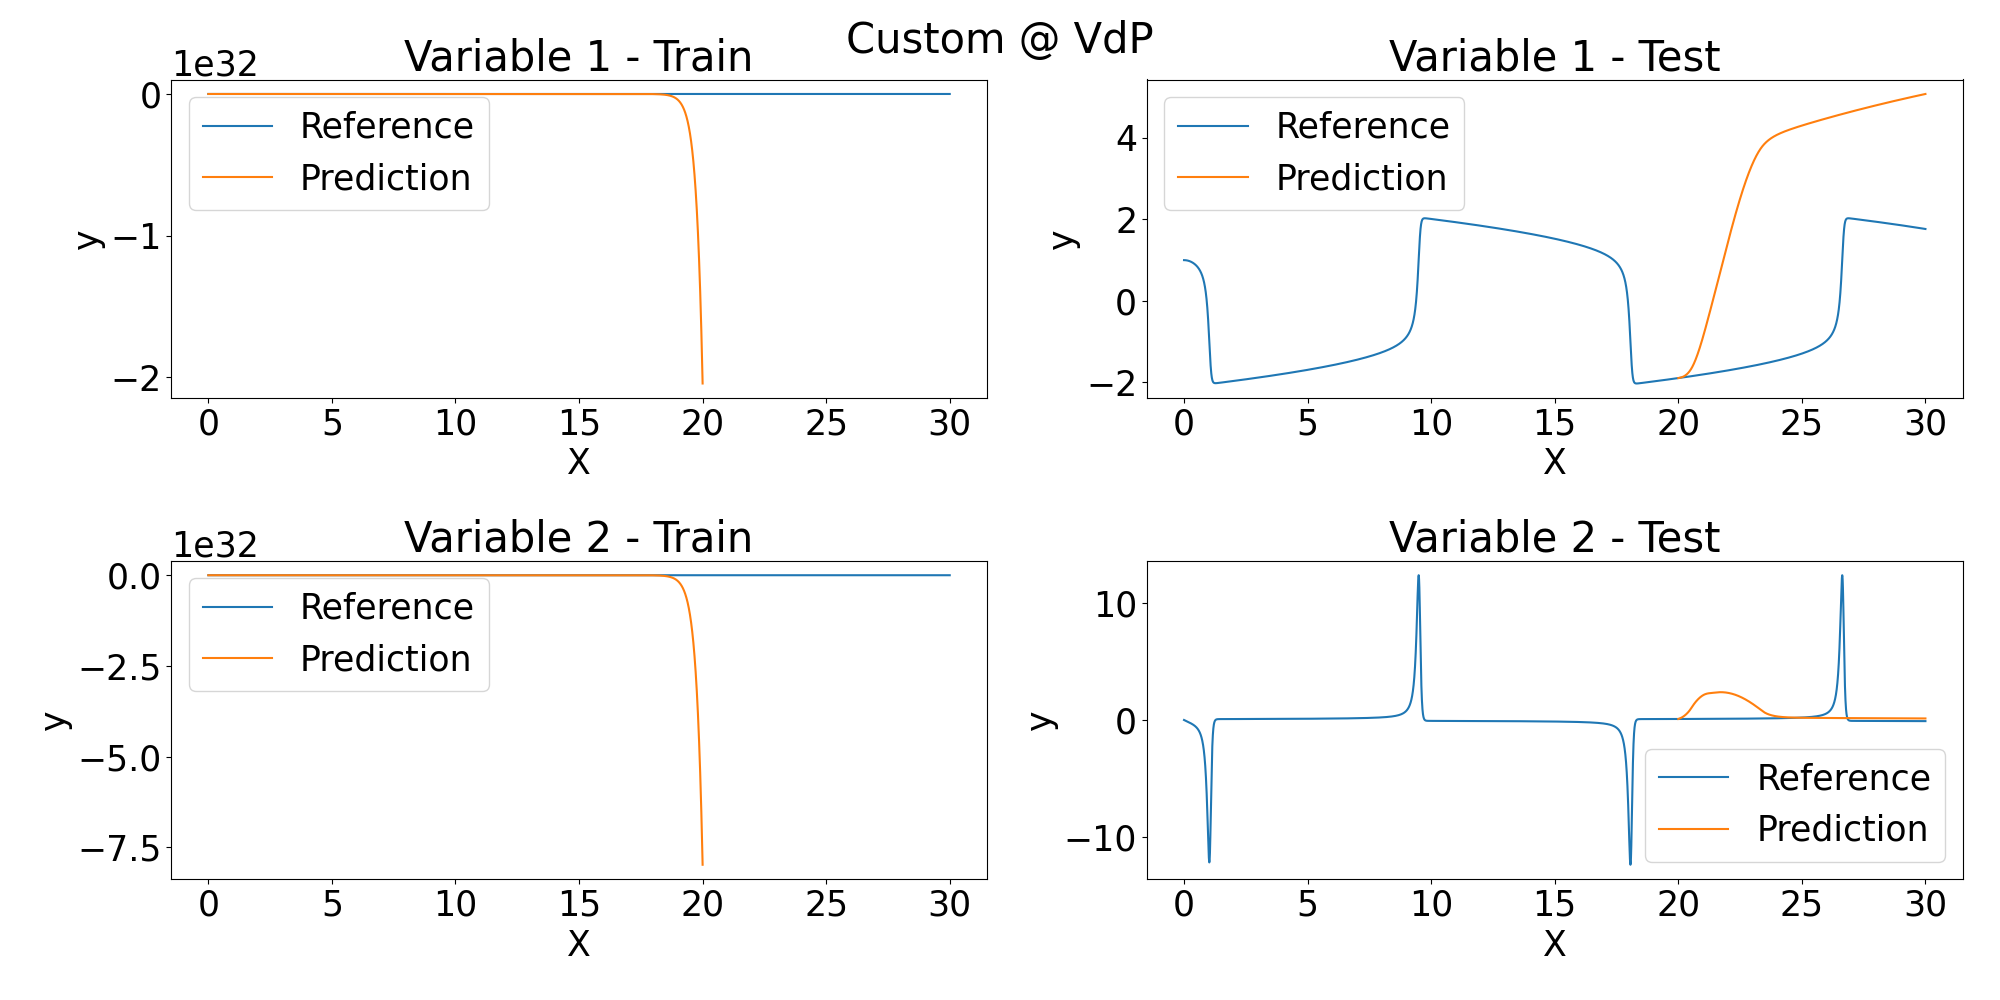 Custom @ VdP
Variable 1 - Train
1e32
0
−1
−2
y
Reference
Prediction
0 5 10 15 20 25 30
X
Variable 1 - Test
4
2
0
−2
y
Reference
Prediction
0 5 10 15 20 25 30
X
Variable 2 - Train
1e32
0.0
−2.5
−5.0
−7.5
y
Reference
Prediction
0 5 10 15 20 25 30
X
Variable 2 - Test
10
0
−10
y
Reference
Prediction
0 5 10 15 20 25 30
X